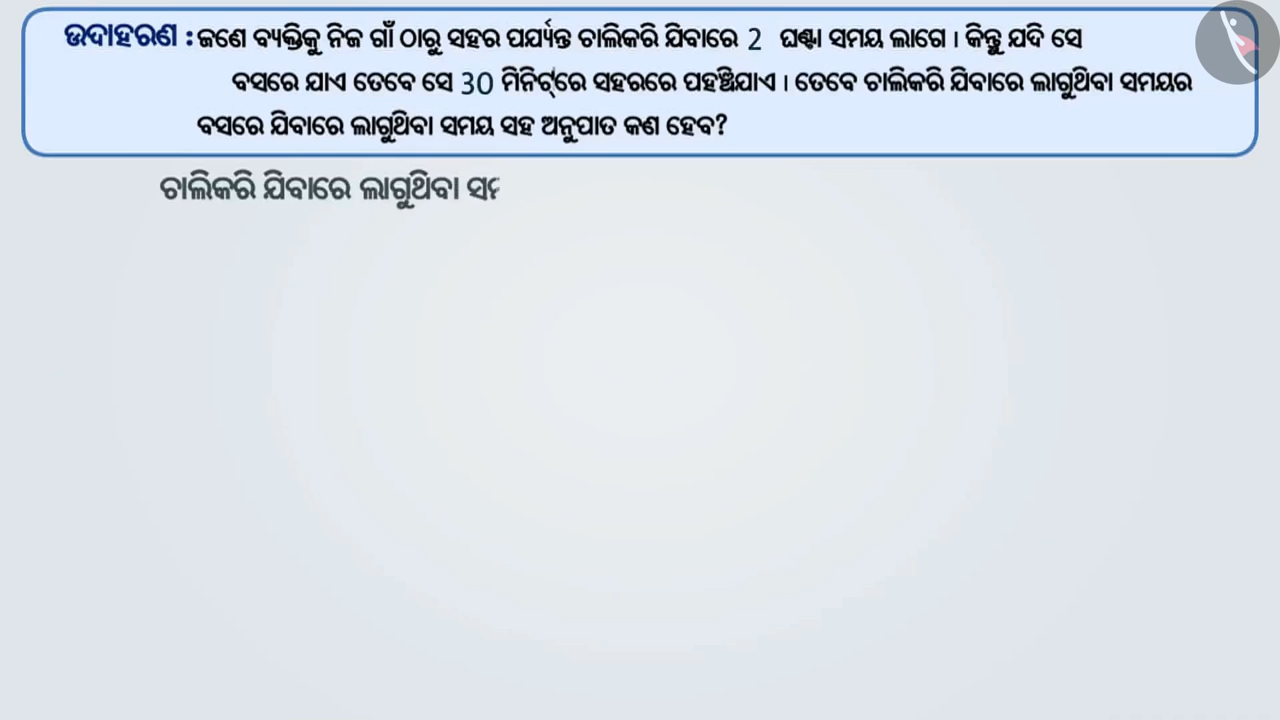 ଉଦାହରଣ : ଜଣେ ବ୍ୟକ୍ତିକୁ ନିଜ ଗାଁ ଠାରୁ ସହର ପର୍ଯ୍ୟନ୍ତ ଚାଲିକରି ଯିବାରେ 2 ଘଣ୍ଟା ସମୟ ଲାଗେ । କିନ୍ତୁ ଯଦି ସେ
ବସରେ ଯାଏ ତେବେ ସେ 30 ମିନିଟ୍‌ରେ ସହରରେ ପହଞ୍ଚିଯାଏ । ତେବେ ଚାଲିକରି ଯିବାରେ ଲାଗୁଥିବା ସମୟର
ବସରେ ଯିବାରେ ଲାଗୁଥିବା ସମୟ ସହ ଅନୁପାତ କଣ ହେବ?
ଚାଲିକରି ଯିବାରେ ଲାଗୁଥିବା